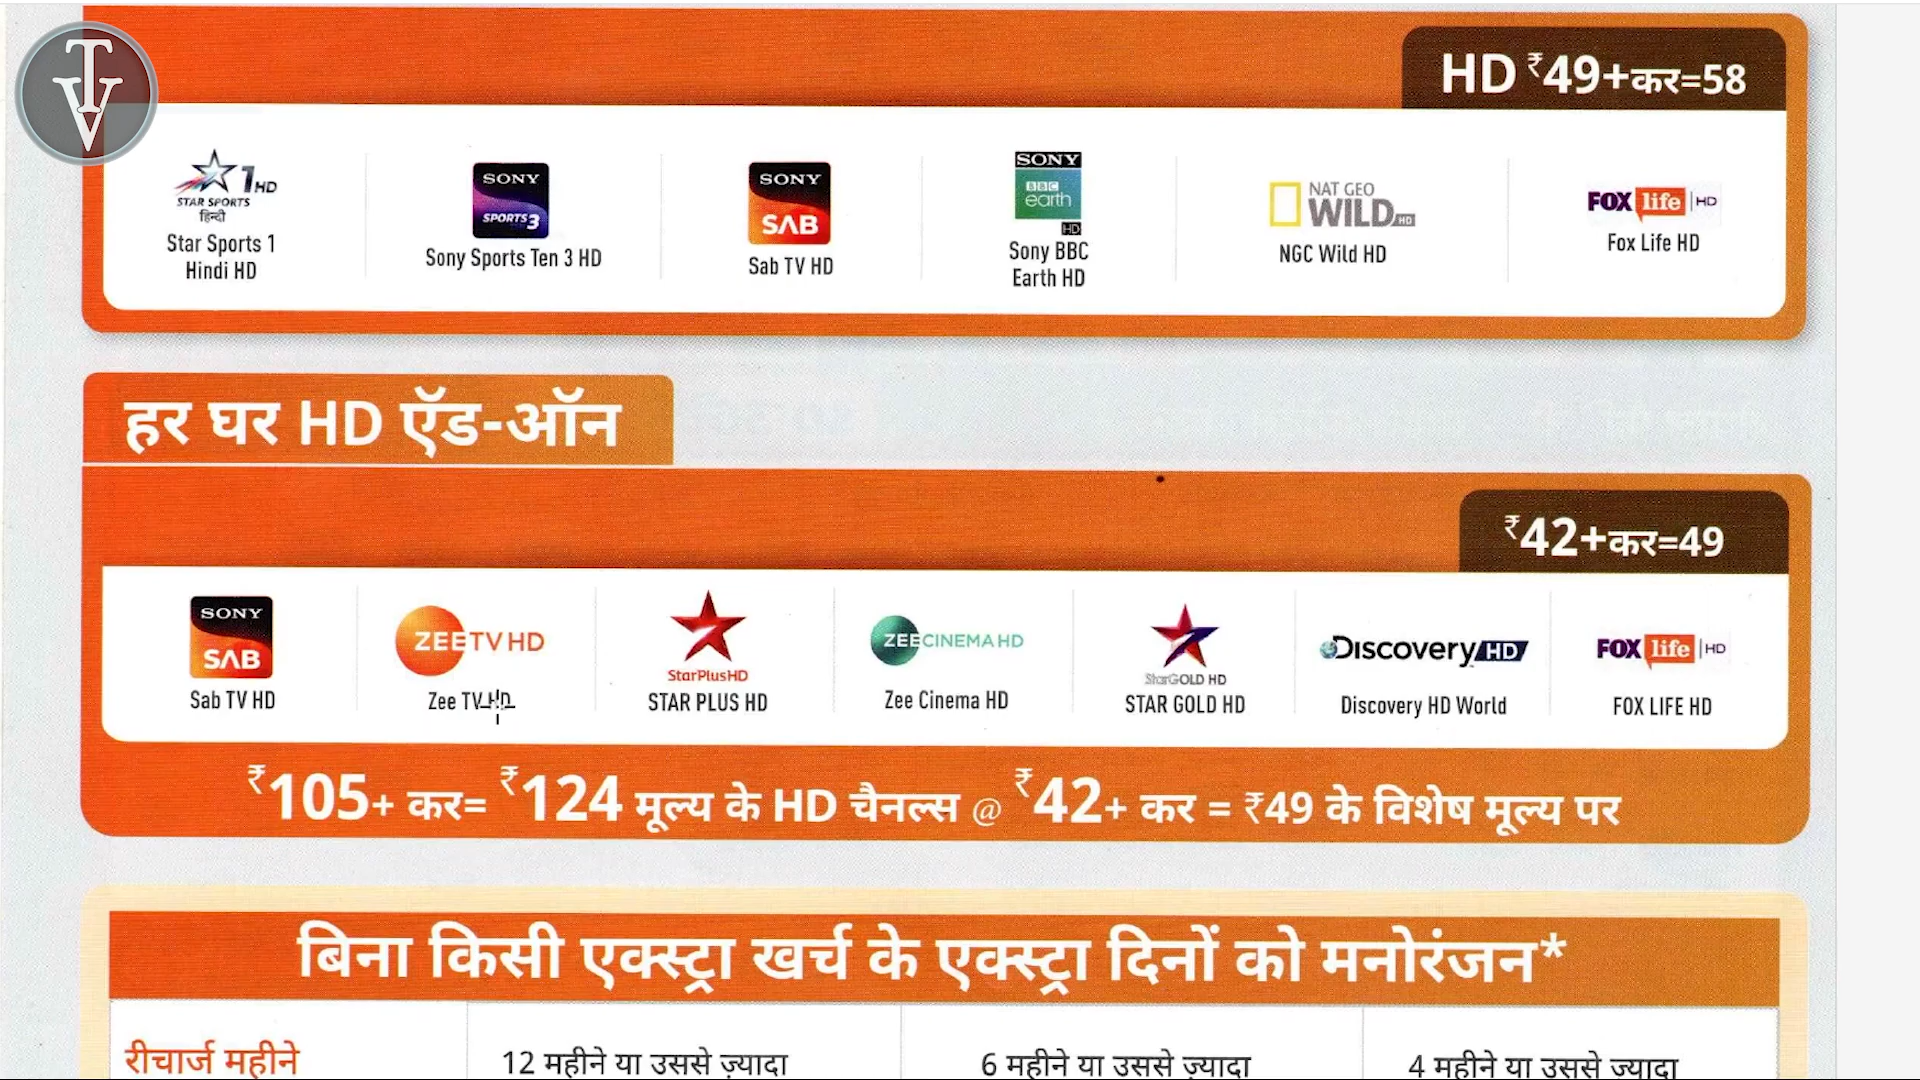 TV
HD ₹49+कर=58
1HD
STAR SPORTS
हिन्दी
Star Sports 1
Hindi HD
SONY
SPORTS 3
Sony Sports Ten 3 HD
SONY
SAB
Sab TV HD
SONY
BBC
earth
HD
Sony BBC
Earth HD
NAT GEO
WILD HD
NGC Wild HD
FOX life HD
Fox Life HD
हर घर HD ऍड-ऑन
₹42+कर=49
SONY
SAB
Sab TV HD
ZEE TV HD
Zee TV HD
StarPlus HD
STAR PLUS HD
ZEE CINEMA HD
Zee Cinema HD
StarGOLD HD
STAR GOLD HD
Discovery HD
Discovery HD World
FOX life HD
FOX LIFE HD
₹105+ कर= ₹124 मूल्य के HD चैनल्स @ ₹42+ कर = ₹49 के विशेष मूल्य पर
बिना किसी एक्स्ट्रा खर्च के एक्स्ट्रा दिनों को मनोरंजन*
रीचार्ज महीने 12 महीने या उससे ज़्यादा 6 महीने या उससे ज़्यादा 4 महीने या उससे ज़्यादा